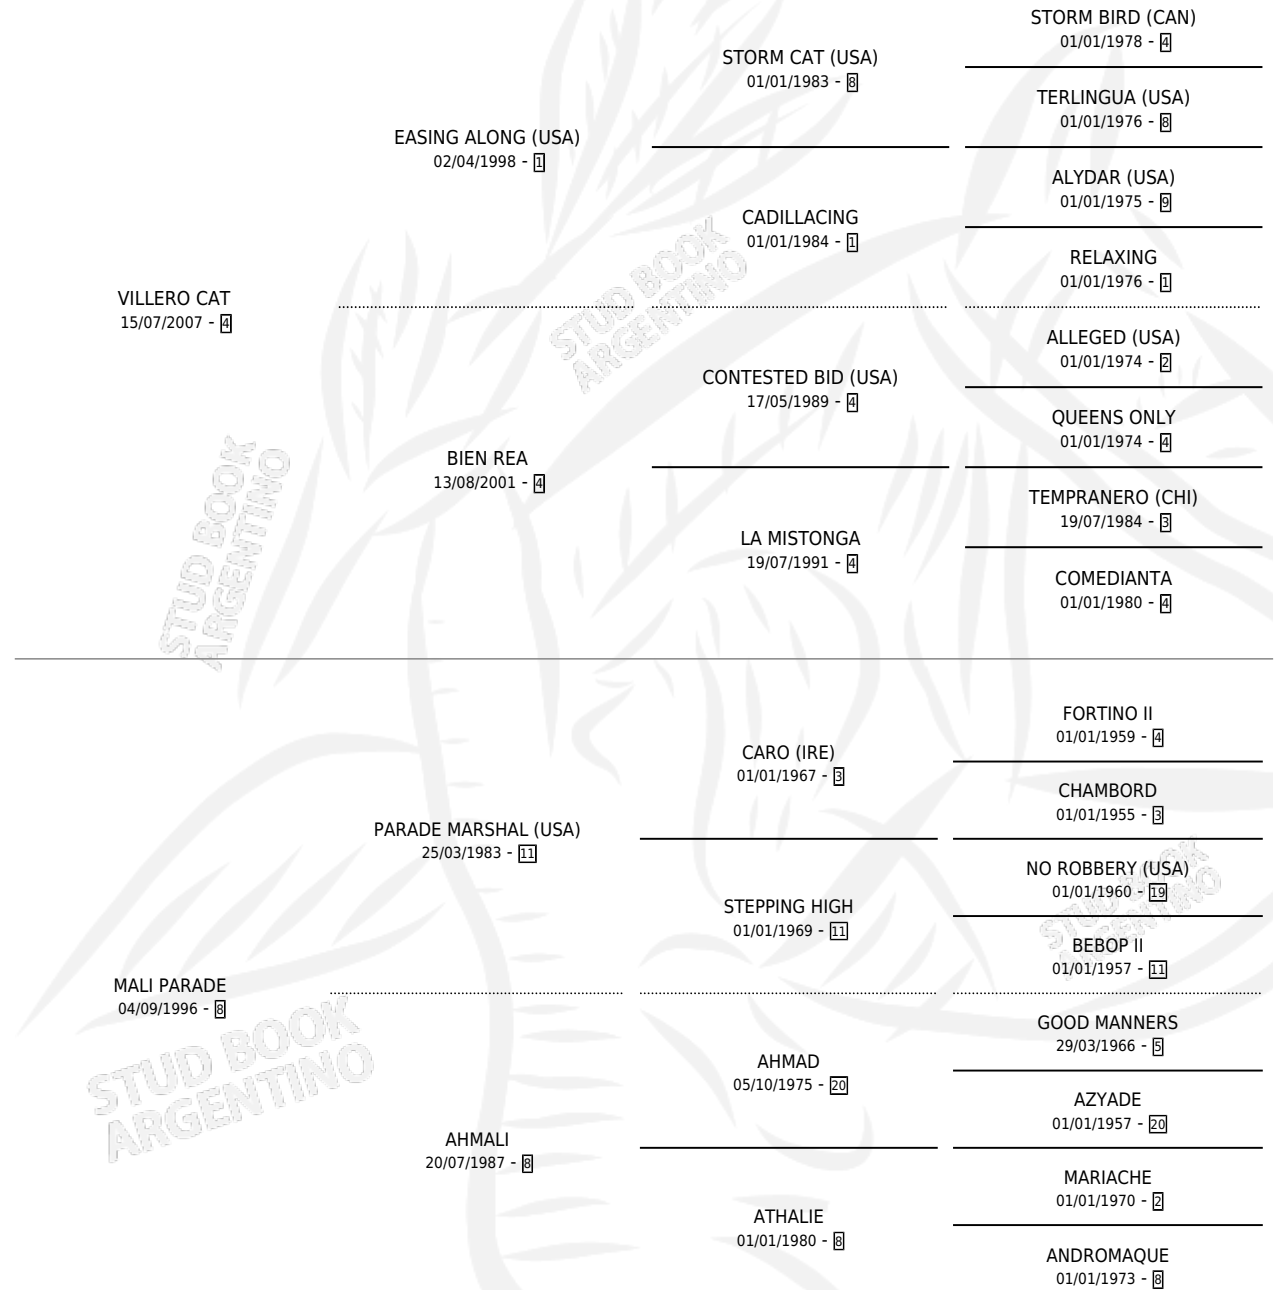 STORM BIRD (CAN)
01/01/1978 - 4
STORM CAT (USA)
01/01/1983 - 8
TERLINGUA (USA)
01/01/1976 - 8
EASING ALONG (USA)
02/04/1998 - 1
ALYDAR (USA)
01/01/1975 - 9
CADILLACING
01/01/1984 - 1
RELAXING
01/01/1976 - 1
VILLERO CAT
15/07/2007 - 4
ALLEGED (USA)
01/01/1974 - 2
CONTESTED BID (USA)
17/05/1989 - 4
QUEENS ONLY
01/01/1974 - 4
BIEN REA
13/08/2001 - 4
TEMPRANERO (CHI)
19/07/1984 - 3
LA MISTONGA
19/07/1991 - 4
COMEDIANTA
01/01/1980 - 4
FORTINO II
01/01/1959 - 4
CARO (IRE)
01/01/1967 - 3
CHAMBORD
01/01/1955 - 3
PARADE MARSHAL (USA)
25/03/1983 - 11
NO ROBBERY (USA)
01/01/1960 - 19
STEPPING HIGH
01/01/1969 - 11
BEBOP II
01/01/1957 - 11
MALI PARADE
04/09/1996 - 8
GOOD MANNERS
29/03/1966 - 5
AHMAD
05/10/1975 - 20
AZYADE
01/01/1957 - 20
AHMALI
20/07/1987 - 8
MARIACHE
01/01/1970 - 2
ATHALIE
01/01/1980 - 8
ANDROMAQUE
01/01/1973 - 8
STUD BOOK
ARGENTINO
STUD BOOK
ARGENTINO
STUD BOOK
ARGENTINO
STUD BOOK
ARGENTINO